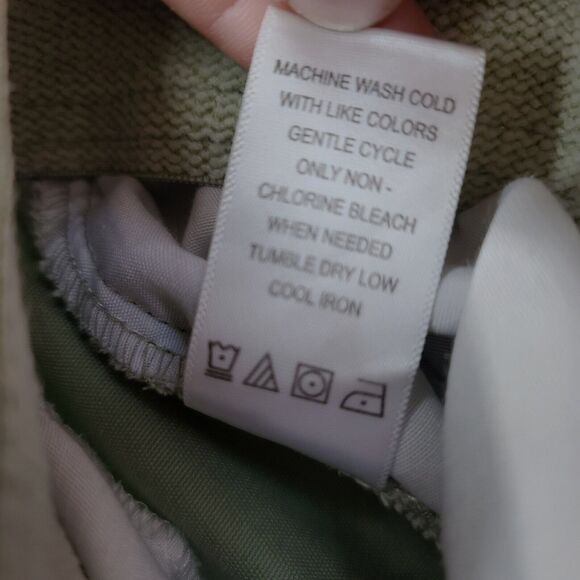 MACHINE WASH COLD
WITH LIKE COLORS
GENTLE CYCLE
ONLY NON -
CHLORINE BLEACH
WHEN NEEDED
TUMBLE DRY LOW
COOL IRON